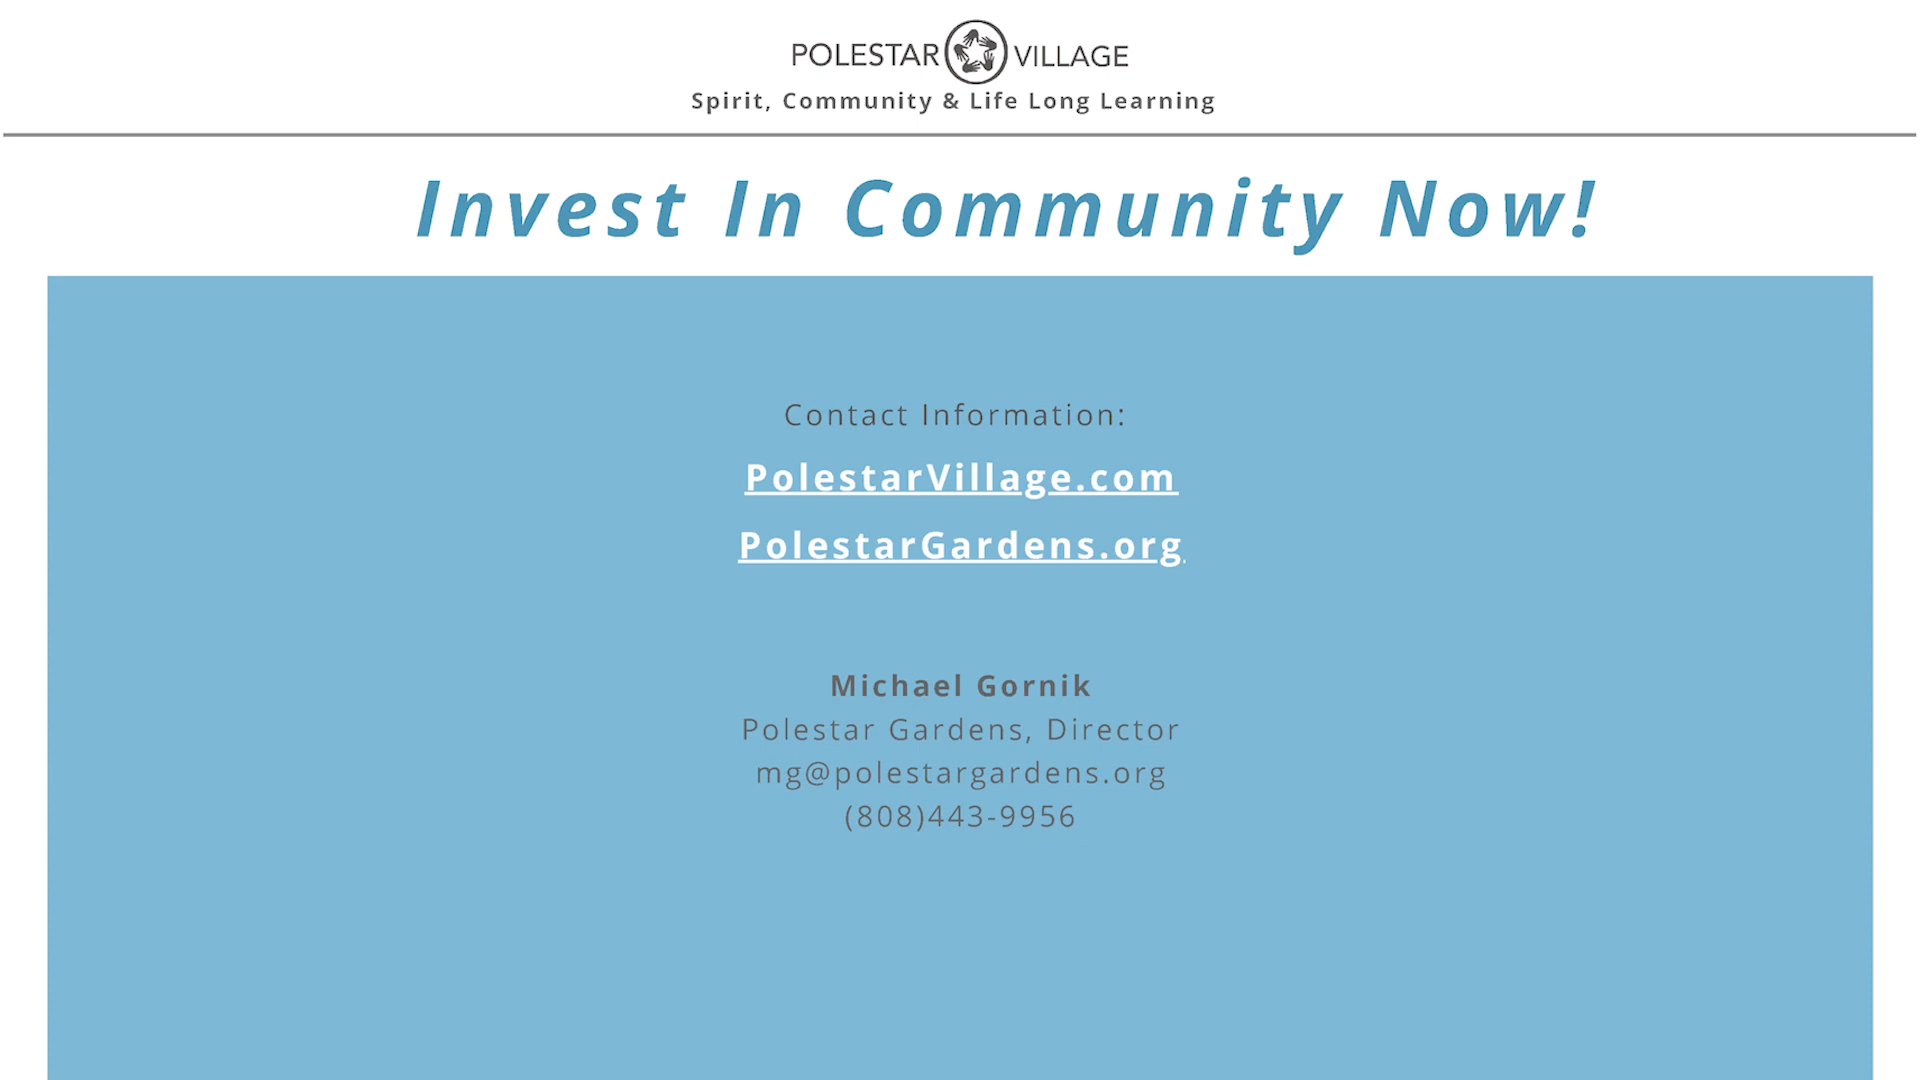 POLESTAR VILLAGE
Spirit, Community & Life Long Learning
Invest In Community Now!
Contact Information:
PolestarVillage.com
PolestarGardens.org
Michael Gornik
Polestar Gardens, Director
mg@polestargardens.org
(808)443-9956